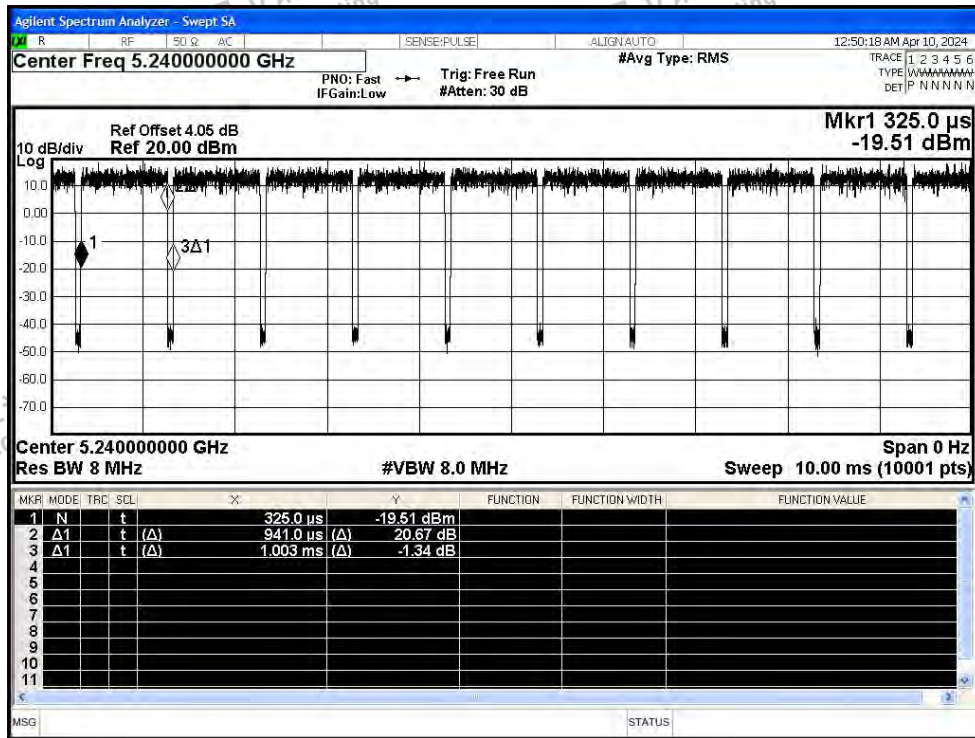 Agilent Spectrum Analyzer - Swept SA
LXI R RF 50 Ω AC SENSE:PULSE ALIGN AUTO 12:50:18 AM Apr 10, 2024
Center Freq 5.240000000 GHz
#Avg Type: RMS
TRACE 1 2 3 4 5 6
PNO: Fast Trig: Free Run
TYPE WWWWWW
IFGain:Low #Atten: 30 dB
DET P N N N N N
Mkr1 325.0 µs
Ref Offset 4.05 dB
10 dB/div Ref 20.00 dBm
-19.51 dBm
Log
10.0
0.00
-10.0
1
3Δ1
-20.0
-30.0
-40.0
-50.0
-60.0
-70.0
Center 5.240000000 GHz Span 0 Hz
Res BW 8 MHz #VBW 8.0 MHz Sweep 10.00 ms (10001 pts)
MKR MODE TRC SCL X Y FUNCTION FUNCTION WIDTH FUNCTION VALUE
1 N t 325.0 µs -19.51 dBm
2 Δ1 t (Δ) 941.0 µs (Δ) 20.67 dB
3 Δ1 t (Δ) 1.003 ms (Δ) -1.34 dB
4
5
6
7
8
9
10
11
MSG STATUS